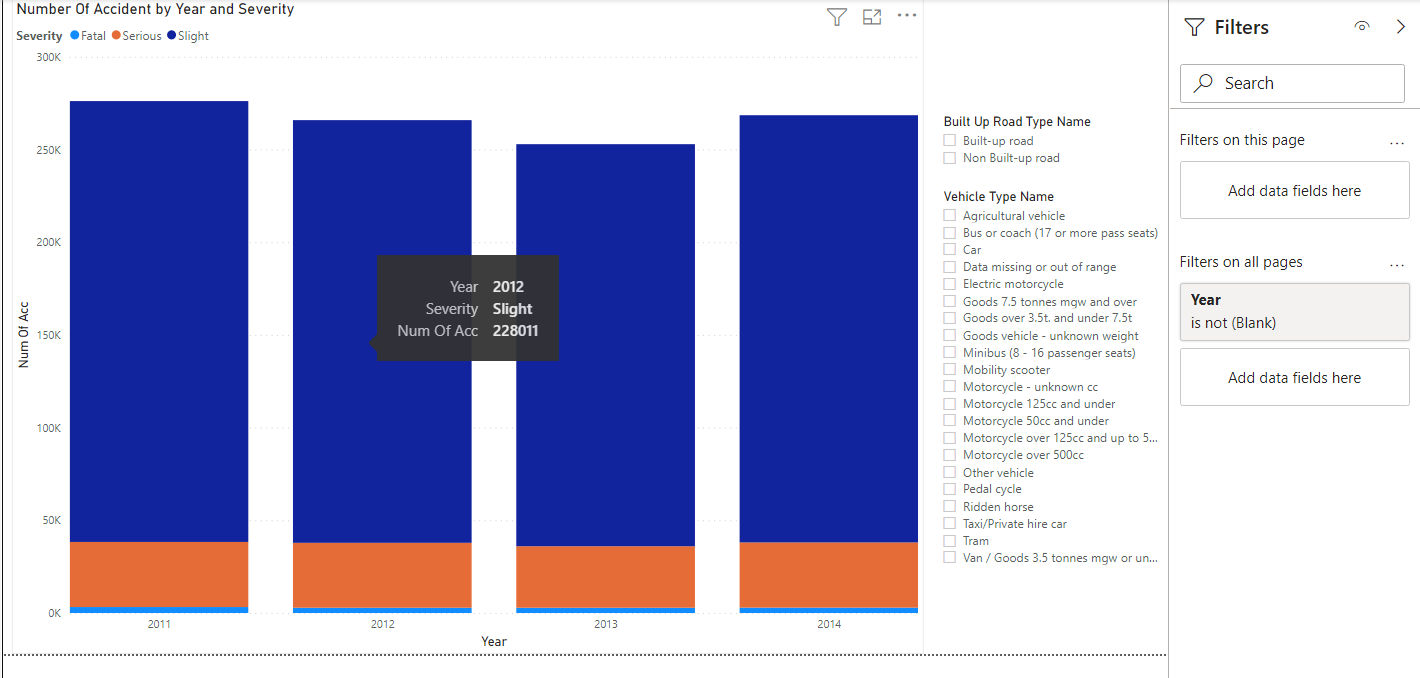 Number Of Accident by Year and Severity
Severity Fatal Serious Slight
300K
250K
200K
150K
100K
50K
0K
Num Of Acc
2011 2012 2013 2014
Year
Year 2012
Severity Slight
Num Of Acc 228011
Built Up Road Type Name
Built-up road
Non Built-up road
Vehicle Type Name
Agricultural vehicle
Bus or coach (17 or more pass seats)
Car
Data missing or out of range
Electric motorcycle
Goods 7.5 tonnes mgw and over
Goods over 3.5t. and under 7.5t
Goods vehicle - unknown weight
Minibus (8 - 16 passenger seats)
Mobility scooter
Motorcycle - unknown cc
Motorcycle 125cc and under
Motorcycle 50cc and under
Motorcycle over 125cc and up to 5...
Motorcycle over 500cc
Other vehicle
Pedal cycle
Ridden horse
Taxi/Private hire car
Tram
Van / Goods 3.5 tonnes mgw or un...
Filters
Search
Filters on this page
Add data fields here
Filters on all pages
Year
is not (Blank)
Add data fields here